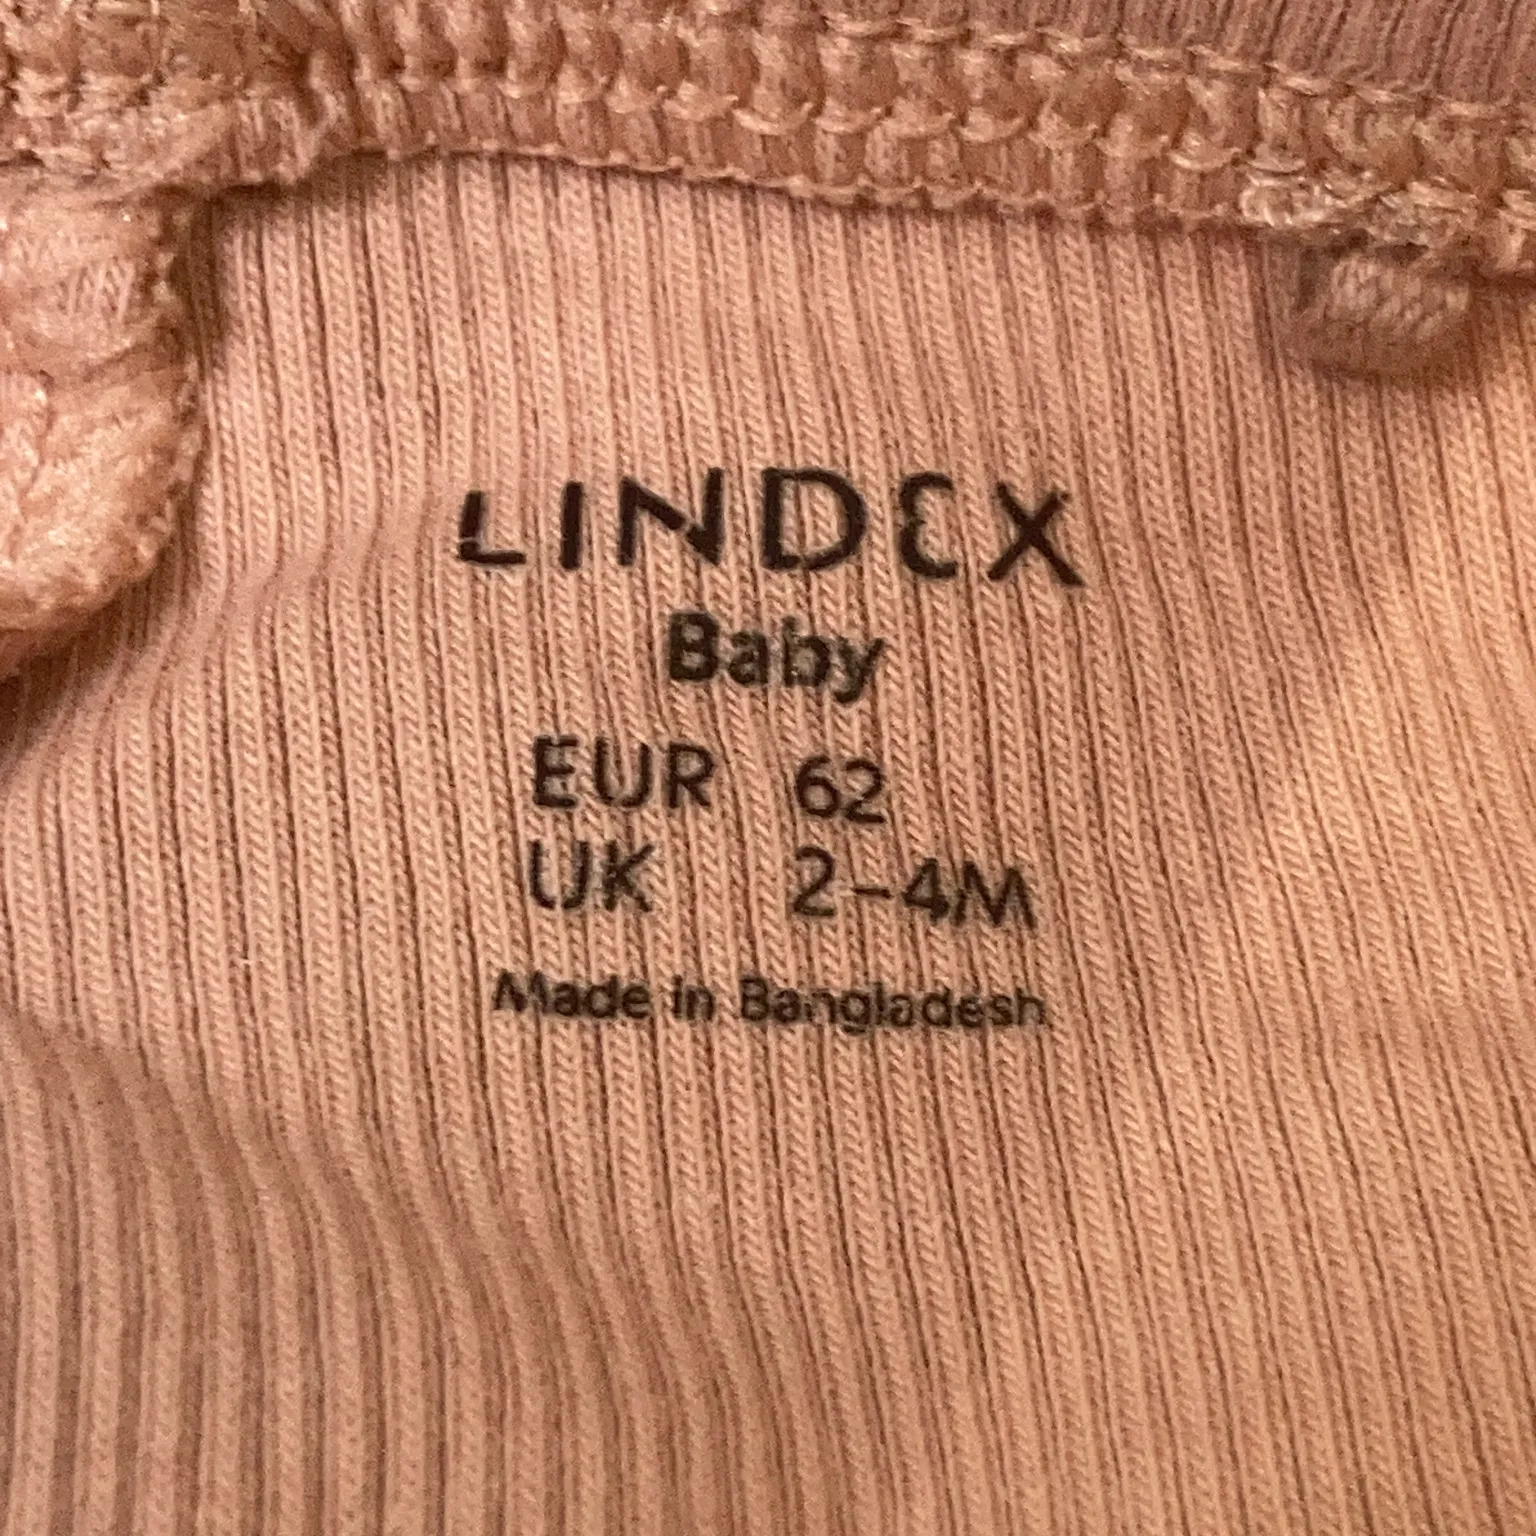 LINDEX
Baby
EUR 62
UK 2-4M
Made in Bangladesh